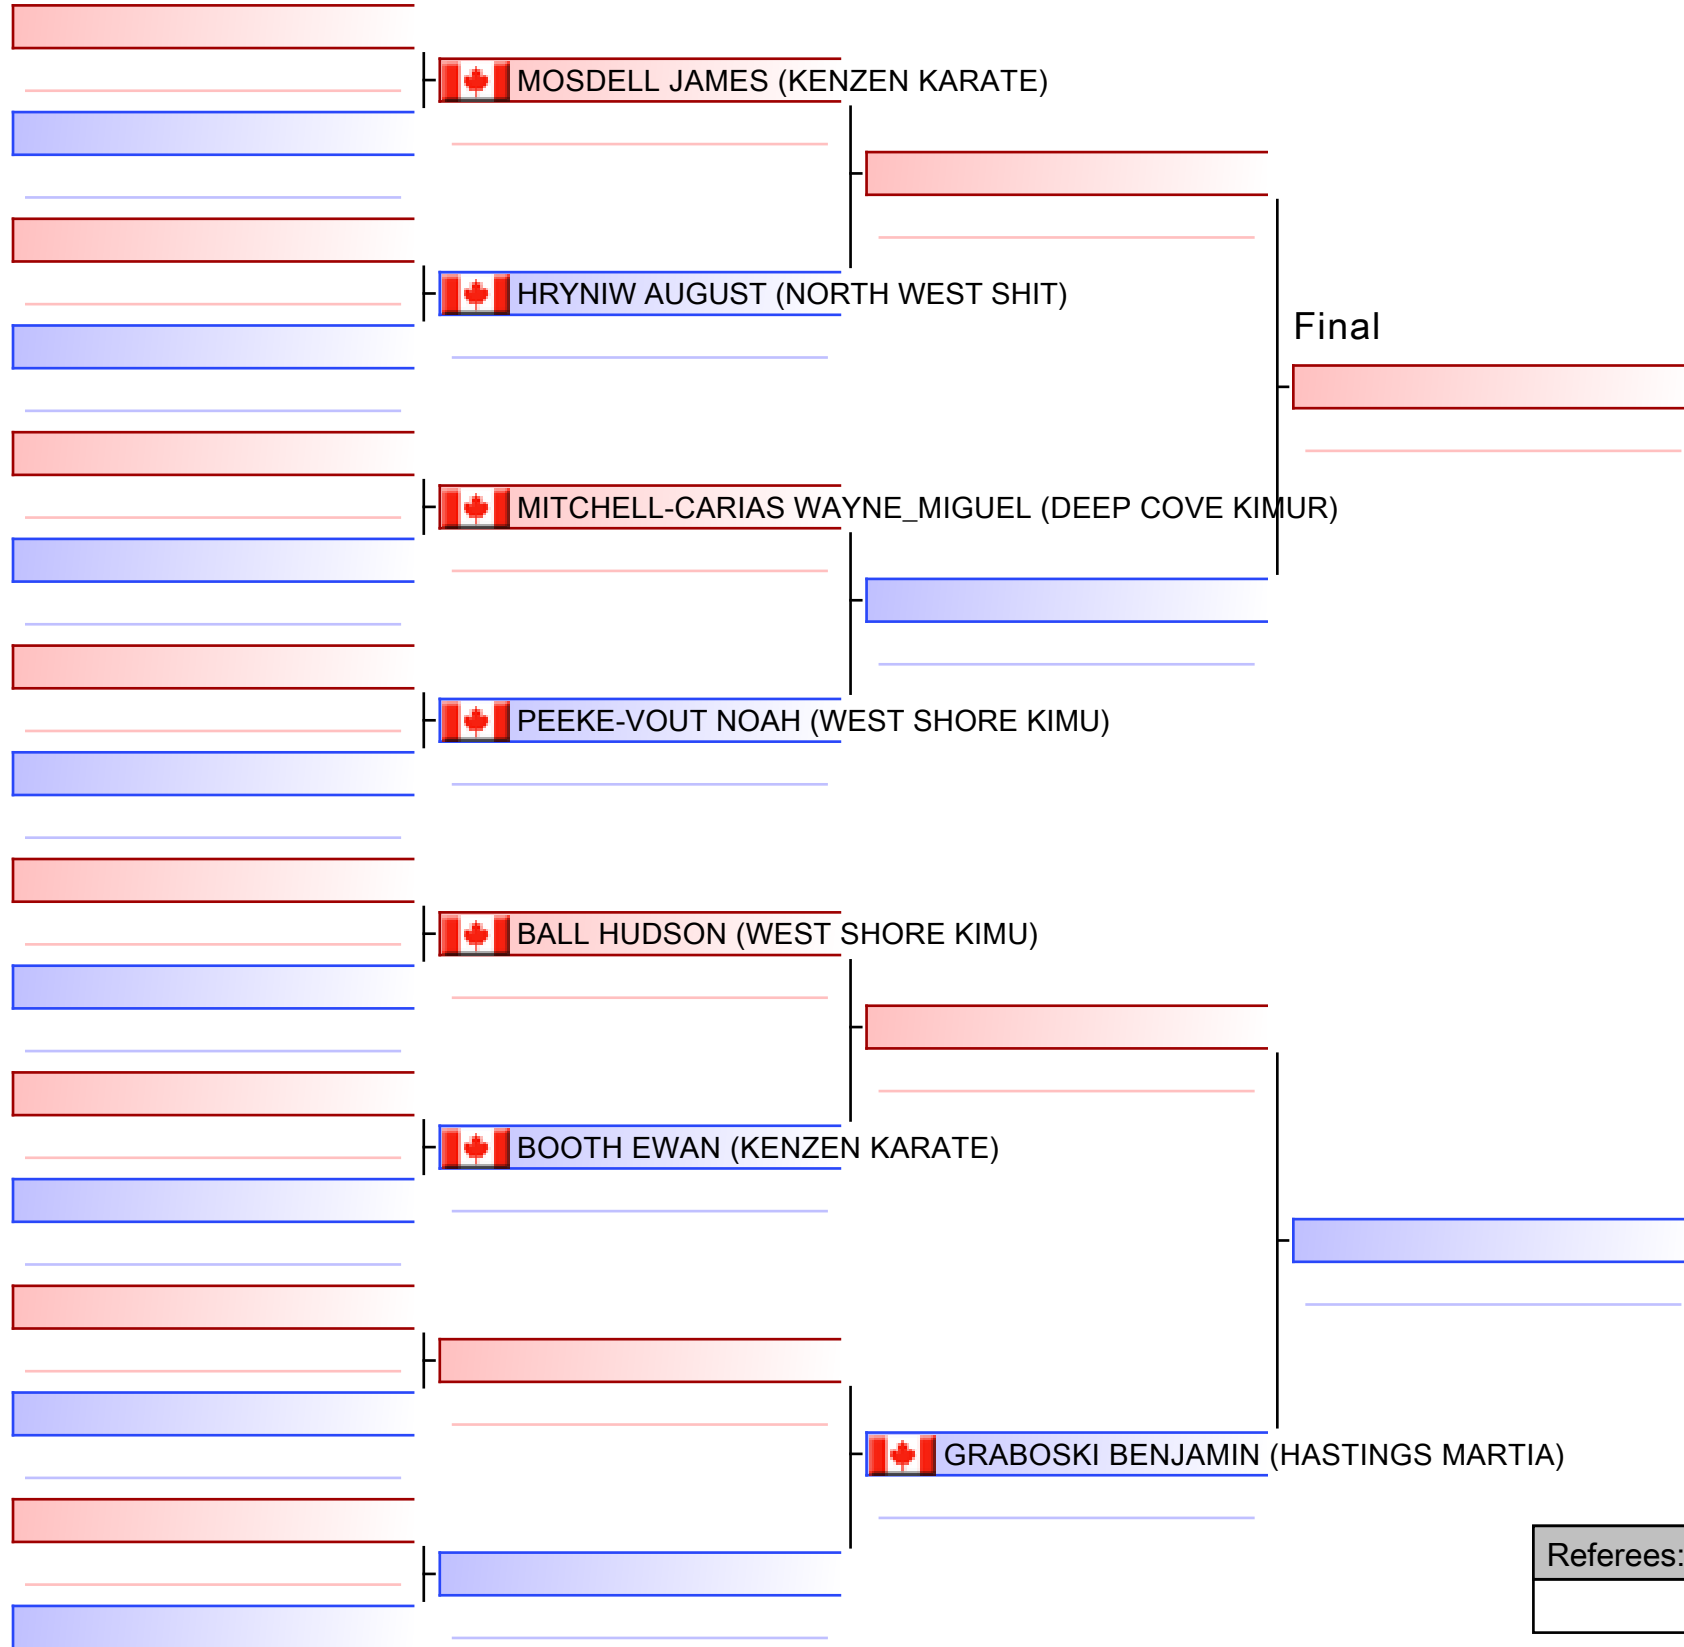 MOSDELL JAMES (KENZEN KARATE)
HRYNIW AUGUST (NORTH WEST SHIT)
Final
MITCHELL-CARIAS WAYNE_MIGUEL (DEEP COVE KIMUR)
PEEKE-VOUT NOAH (WEST SHORE KIMU)
BALL HUDSON (WEST SHORE KIMU)
BOOTH EWAN (KENZEN KARATE)
GRABOSKI BENJAMIN (HASTINGS MARTIA)
Referees: